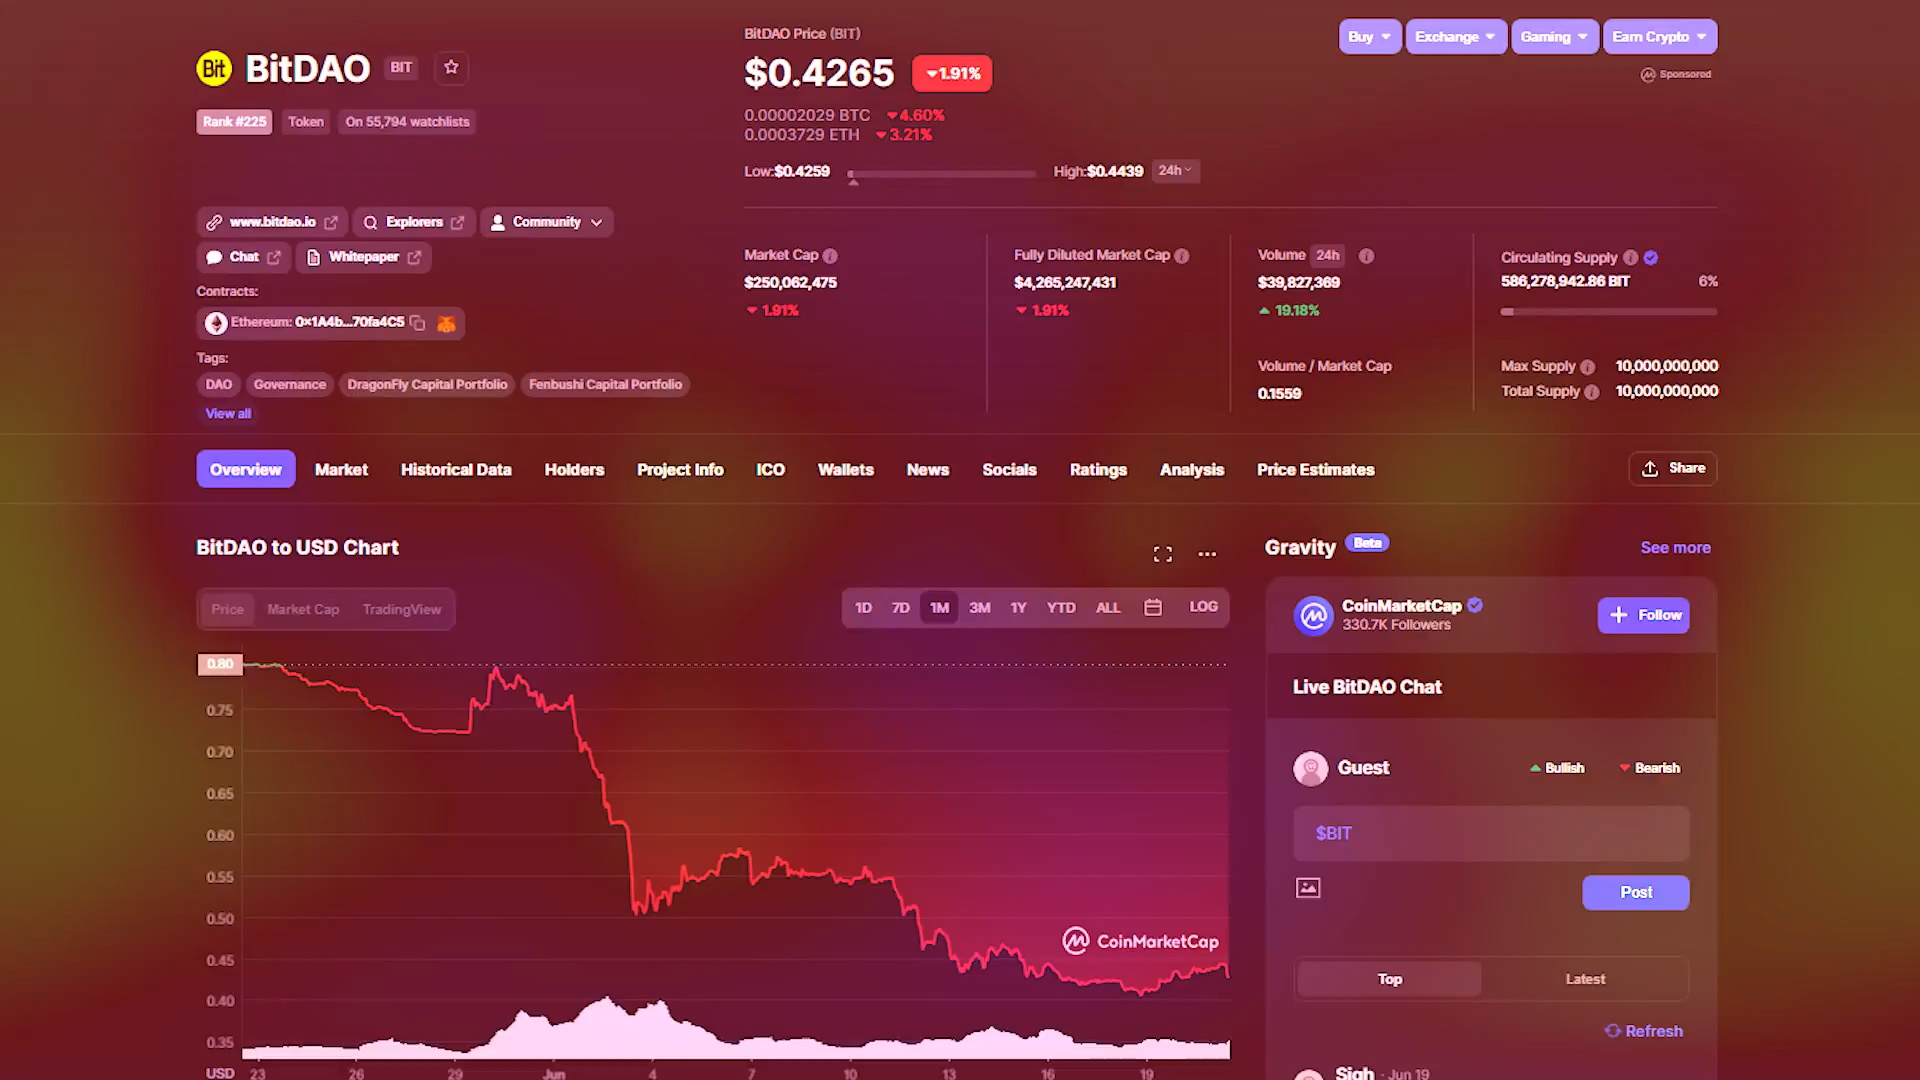 BitDAO BIT
Rank #225 Token On 55,794 watchlists
www.bitdao.io Explorers Community
Chat Whitepaper
Contracts:
Ethereum: 0x1A4b...70fa4C5
Tags:
DAO Governance DragonFly Capital Portfolio Fenbushi Capital Portfolio
View all
BitDAO Price (BIT)
$0.4265 1.91%
0.00002029 BTC 4.60%
0.0003729 ETH 3.21%
Low:$0.4259 High:$0.4439 24h
Buy Exchange Gaming Earn Crypto
Sponsored
Market Cap
$250,062,475
1.91%
Fully Diluted Market Cap
$4,265,247,431
1.91%
Volume 24h
$39,827,369
19.18%
Volume / Market Cap
0.1559
Circulating Supply
586,278,942.86 BIT 6%
Max Supply 10,000,000,000
Total Supply 10,000,000,000
Overview Market Historical Data Holders Project Info ICO Wallets News Socials Ratings Analysis Price Estimates Share
BitDAO to USD Chart
Price Market Cap TradingView
1D 7D 1M 3M 1Y YTD ALL LOG
0.80
0.75
0.70
0.65
0.60
0.55
0.50
0.45
0.40
0.35
CoinMarketCap
USD 23 26 29 Jun 4 7 10 13 16 19
Gravity Beta See more
CoinMarketCap
330.7K Followers
Follow
Live BitDAO Chat
Guest Bullish Bearish
$BIT
Post
Top Latest
Refresh
Sigh · Jun 19